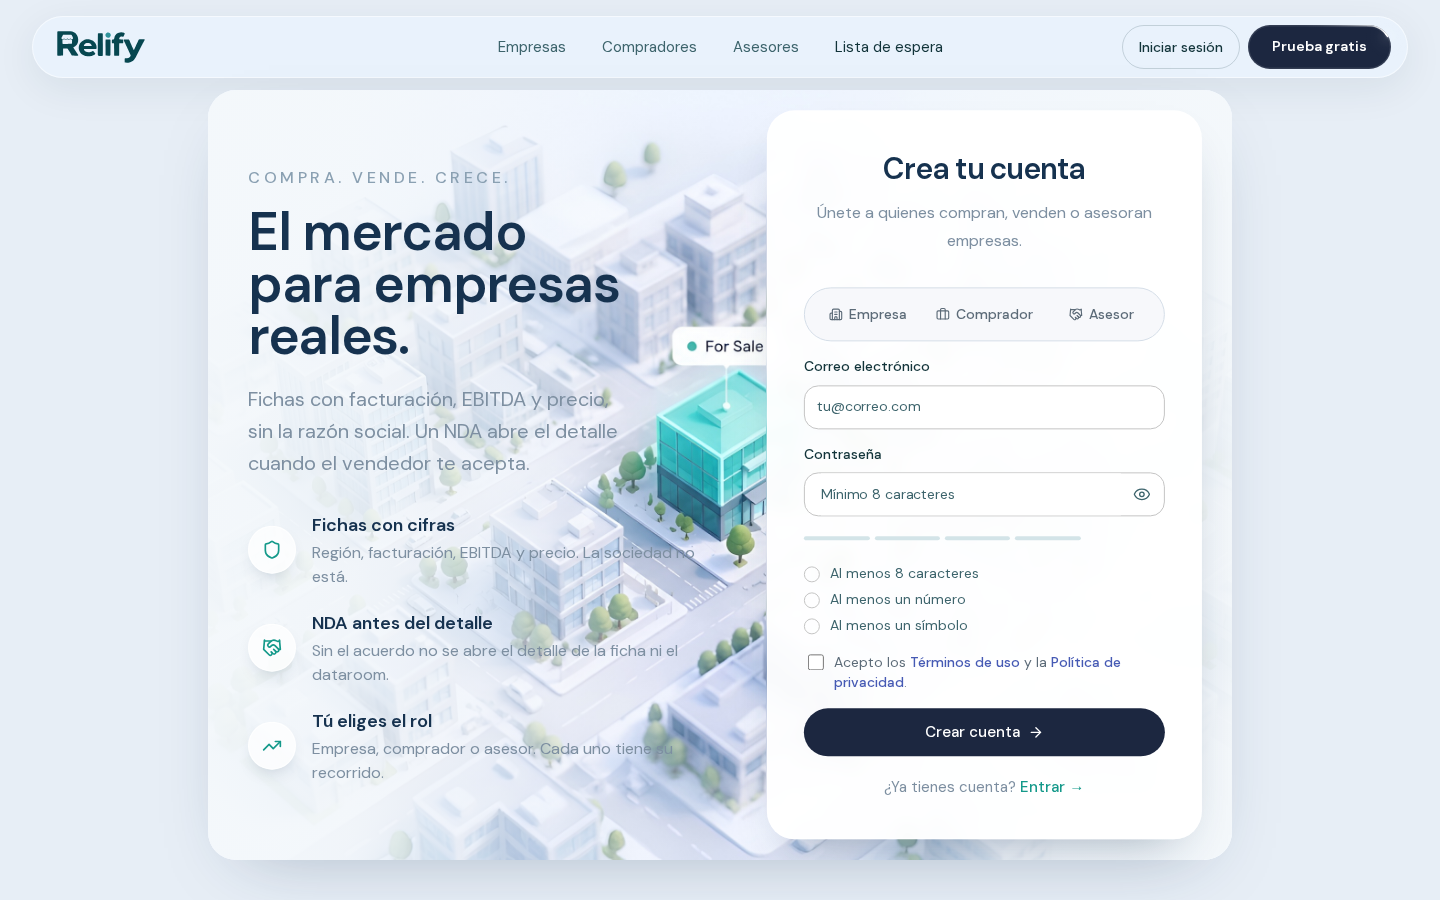 Relify
Empresas
Compradores
Asesores
Lista de espera
Iniciar sesión
Prueba gratis
COMPRA. VENDE. CRECE.
El mercado
para empresas
reales.
Fichas con facturación, EBITDA y precio,
sin la razón social. Un NDA abre el detalle
cuando el vendedor te acepta.
Fichas con cifras
Región, facturación, EBITDA y precio. La sociedad no
está.
NDA antes del detalle
Sin el acuerdo no se abre el detalle de la ficha ni el
dataroom.
Tú eliges el rol
Empresa, comprador o asesor. Cada uno tiene su
recorrido.
For Sale
Crea tu cuenta
Únete a quienes compran, venden o asesoran
empresas.
Empresa
Comprador
Asesor
Correo electrónico
tu@correo.com
Contraseña
Mínimo 8 caracteres
Al menos 8 caracteres
Al menos un número
Al menos un símbolo
Acepto los Términos de uso y la Política de
privacidad.
Crear cuenta →
¿Ya tienes cuenta? Entrar →